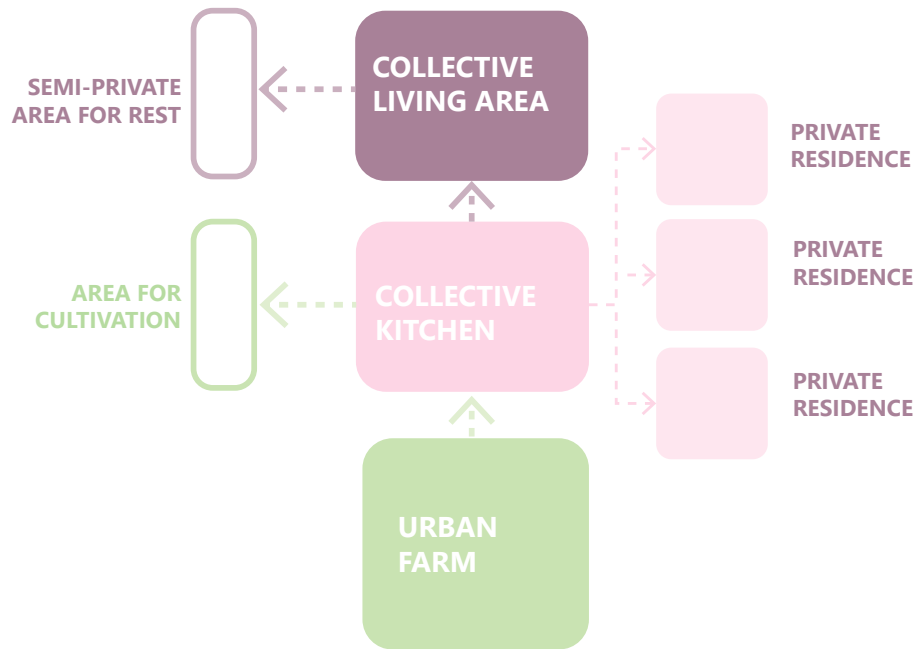 COLLECTIVE
LIVING AREA
SEMI-PRIVATE
AREA FOR REST
PRIVATE
RESIDENCE
PRIVATE
RESIDENCE
AREA FOR
CULTIVATION
COLLECTIVE
KITCHEN
PRIVATE
RESIDENCE
URBAN
FARM